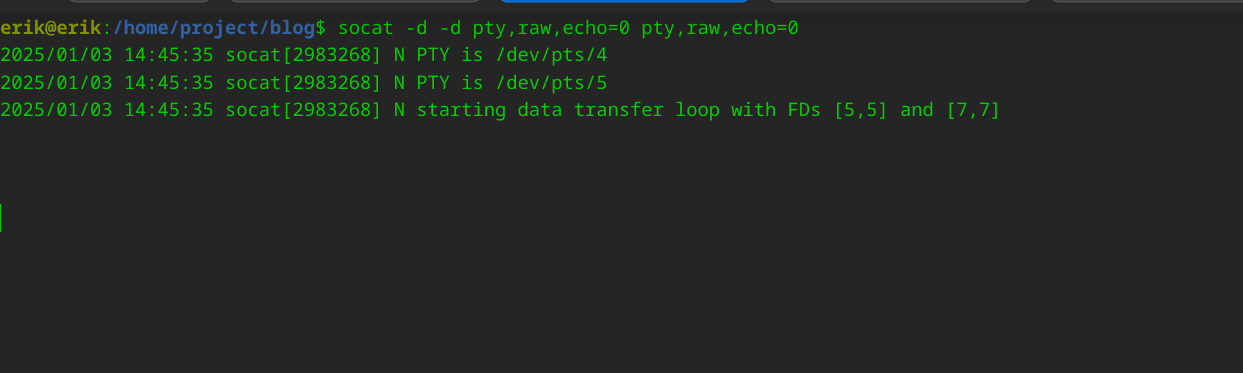 erik@erik:/home/project/blog$ socat -d -d pty,raw,echo=0 pty,raw,echo=0
2025/01/03 14:45:35 socat[2983268] N PTY is /dev/pts/4
2025/01/03 14:45:35 socat[2983268] N PTY is /dev/pts/5
2025/01/03 14:45:35 socat[2983268] N starting data transfer loop with FDs [5,5] and [7,7]